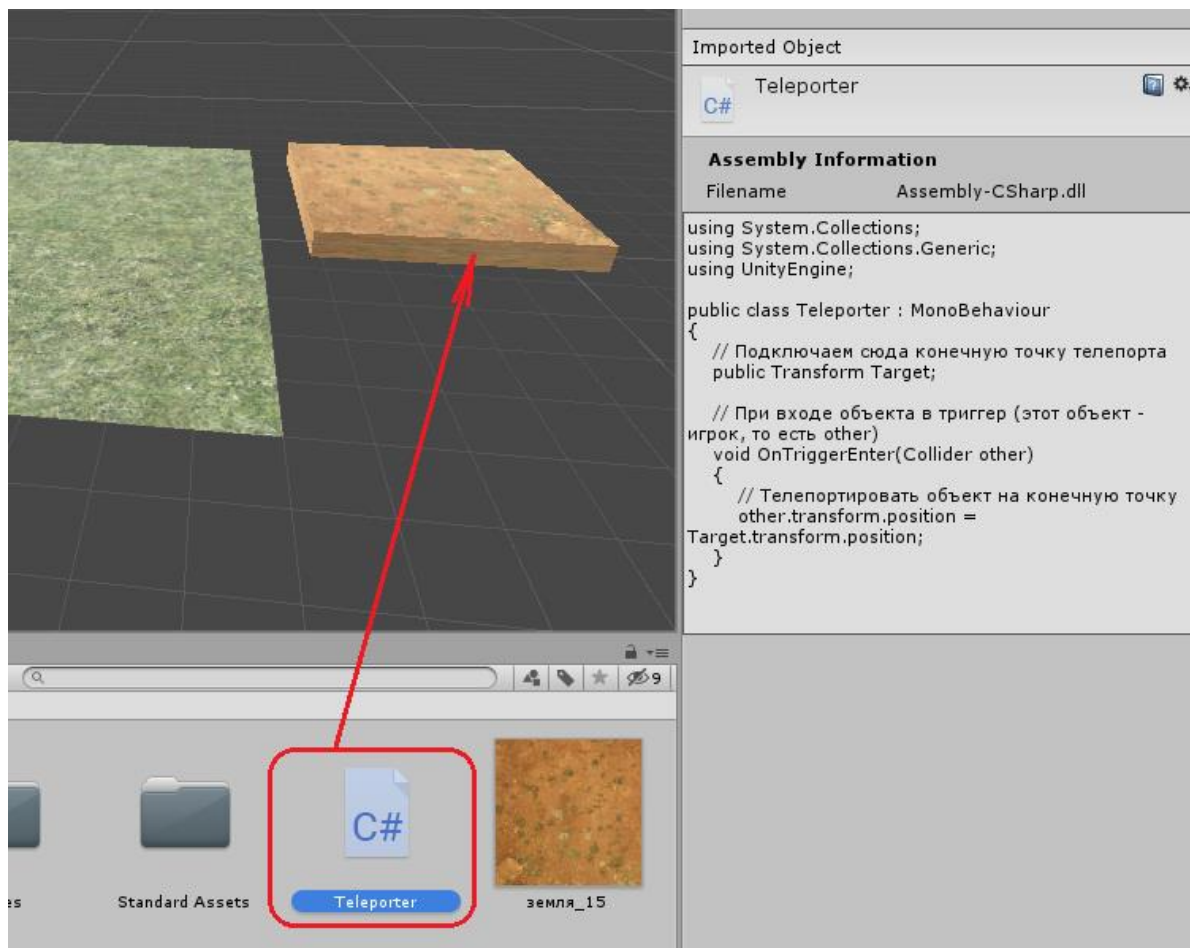 Imported Object
C#
Teleporter
Assembly Information
Filename Assembly-CSharp.dll
using System.Collections;
using System.Collections.Generic;
using UnityEngine;
public class Teleporter : MonoBehaviour
{
// Подключаем сюда конечную точку телепорта
public Transform Target;
// При входе объекта в триггер (этот объект -
игрок, то есть other)
void OnTriggerEnter(Collider other)
{
// Телепортировать объект на конечную точку
other.transform.position =
Target.transform.position;
}
}
9
C#
es
Standard Assets
Teleporter
земля_15